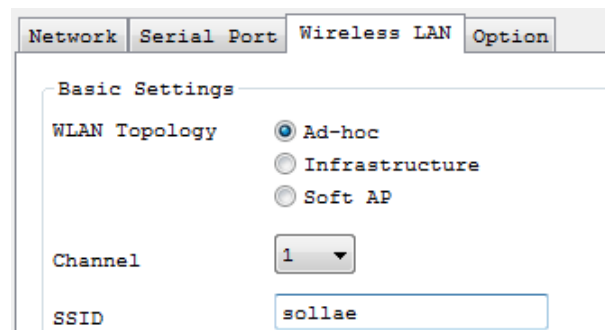 Network Serial Port Wireless LAN Option
Basic Settings
WLAN Topology Ad-hoc
Infrastructure
Soft AP
Channel 1
SSID sollae